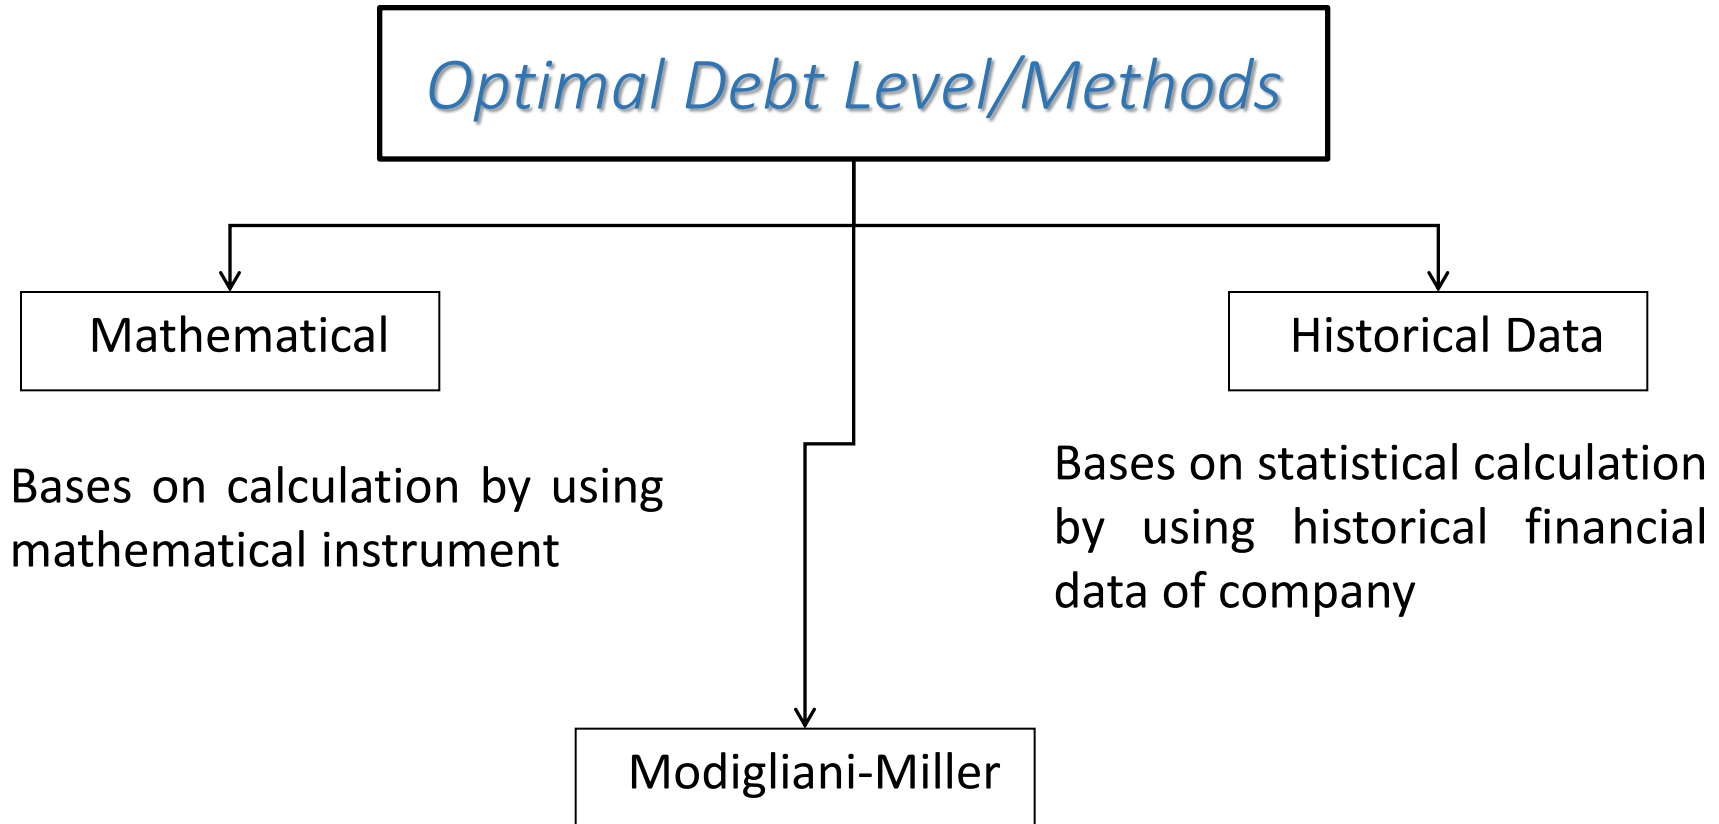 Optimal Debt Level/Methods
Mathematical
Historical Data
Bases on calculation by using
mathematical instrument
Bases on statistical calculation
by using historical financial
data of company
Modigliani-Miller